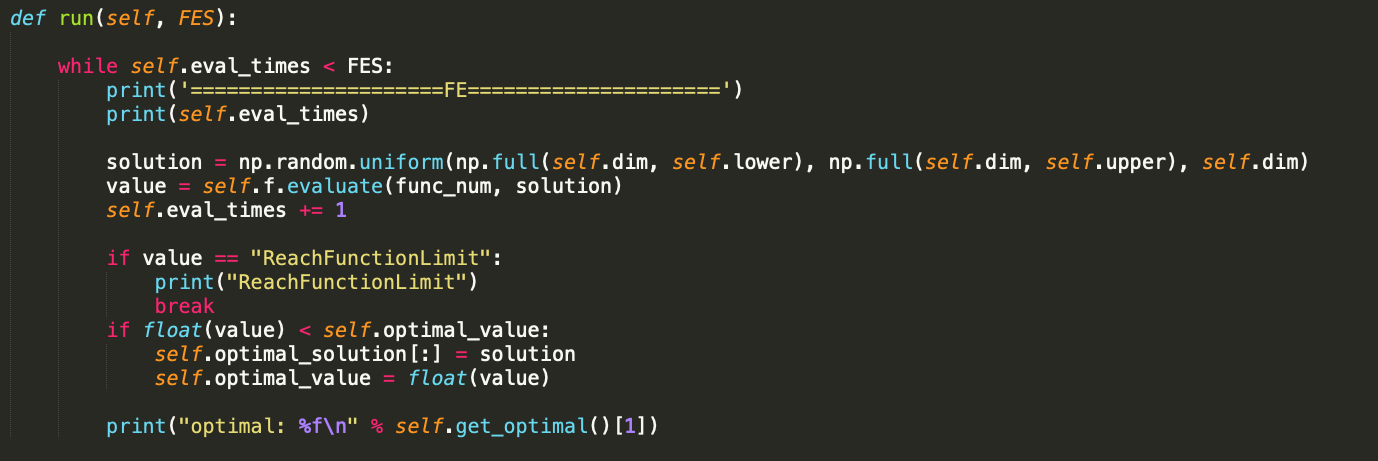 def run(self, FES):
while self.eval_times < FES:
print('=====================FE=====================')
print(self.eval_times)
solution = np.random.uniform(np.full(self.dim, self.lower), np.full(self.dim, self.upper), self.dim)
value = self.f.evaluate(func_num, solution)
self.eval_times += 1
if value == "ReachFunctionLimit":
print("ReachFunctionLimit")
break
if float(value) < self.optimal_value:
self.optimal_solution[:] = solution
self.optimal_value = float(value)
print("optimal: %f\n" % self.get_optimal()[1])